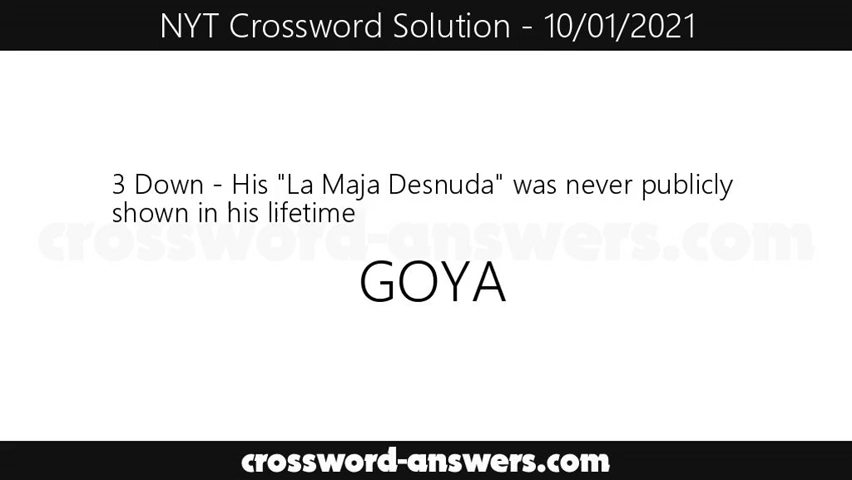 NYT Crossword Solution - 10/01/2021
3 Down - His "La Maja Desnuda" was never publicly
shown in his lifetime
crossword-answers.com
GOYA
crossword-answers.com